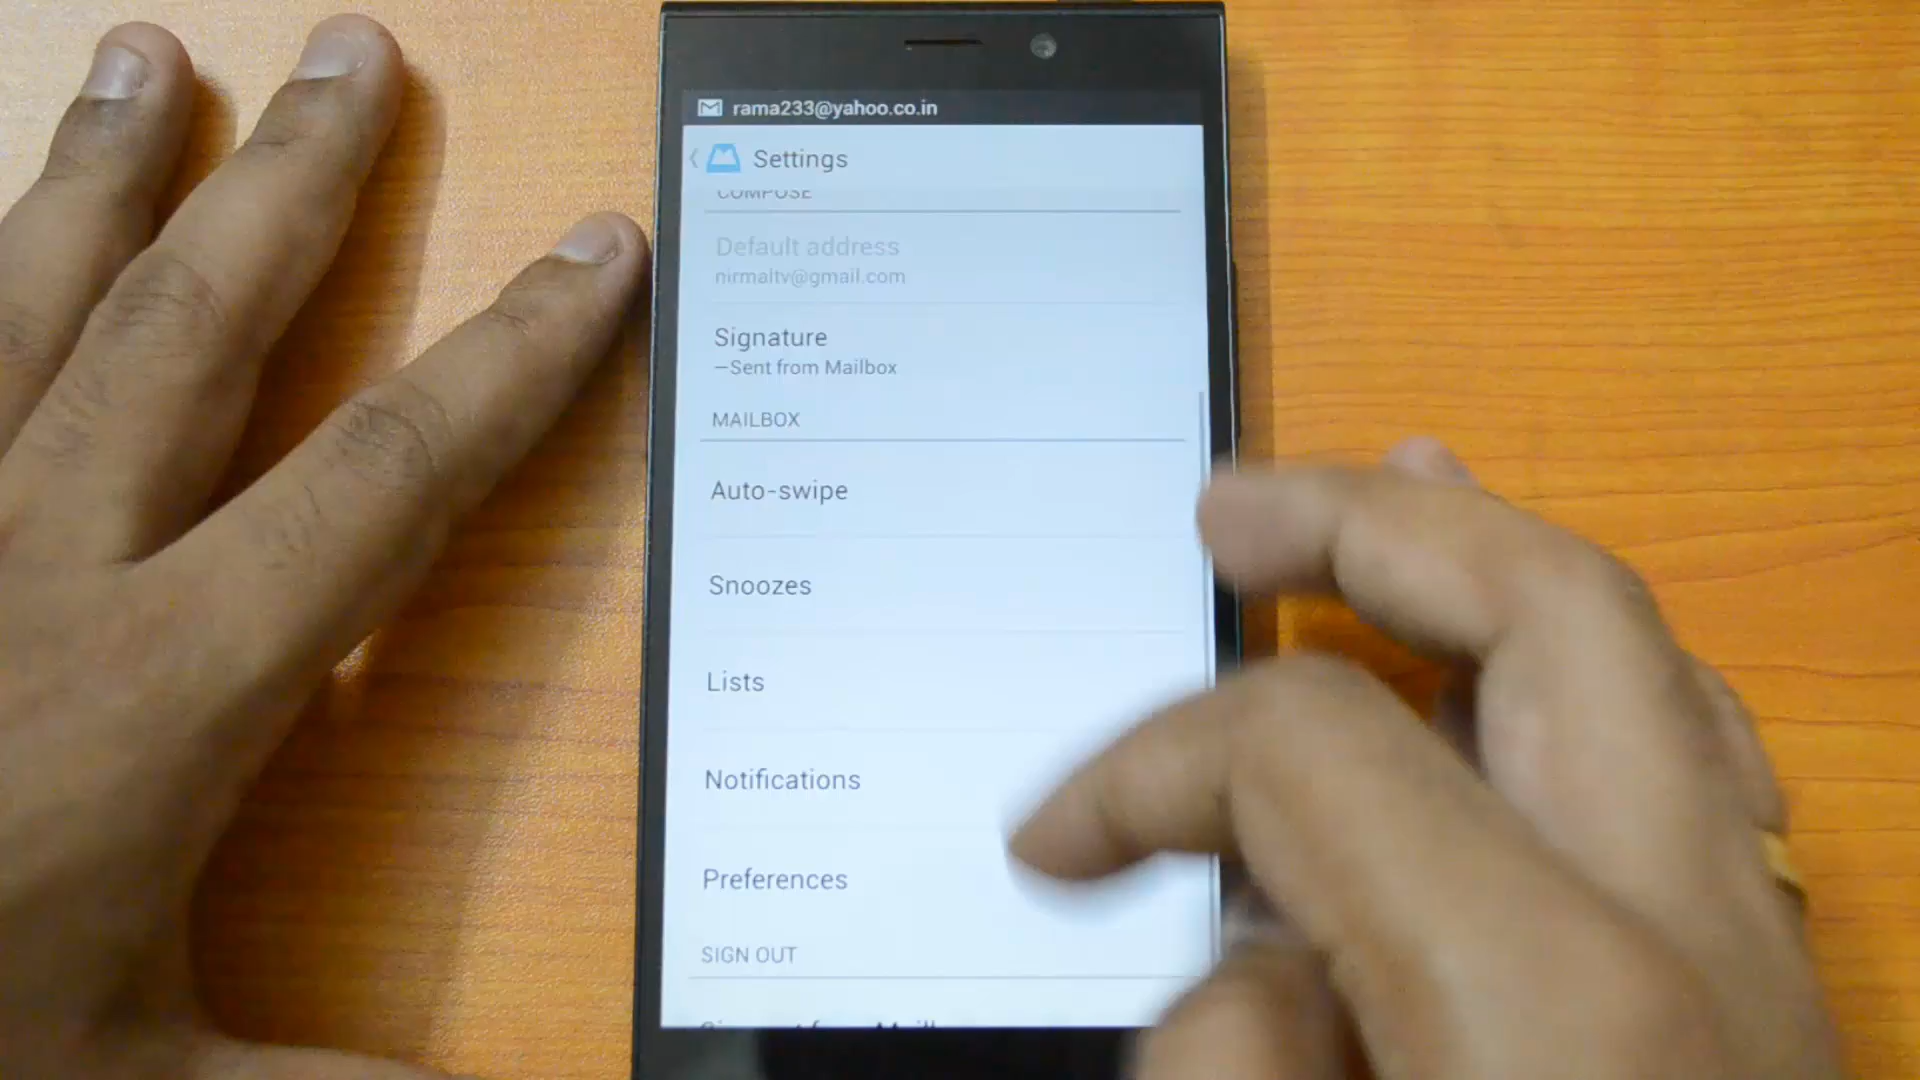 rama233@yahoo.co.in
Settings
COMPOSE
Default address
nirmaltv@gmail.com
Signature
—Sent from Mailbox
MAILBOX
Auto-swipe
Snoozes
Lists
Notifications
Preferences
SIGN OUT